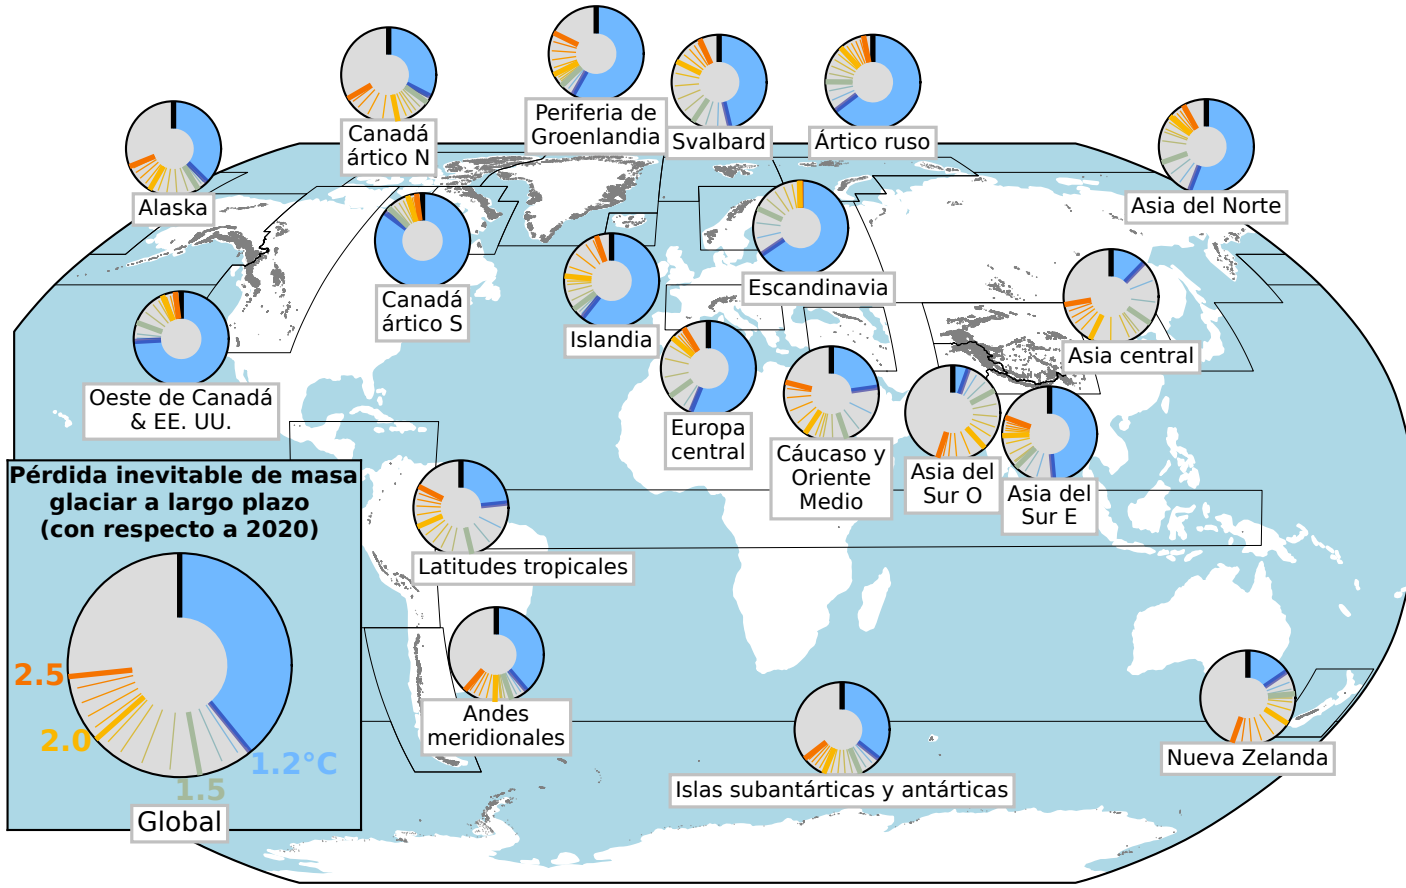 Canadá
ártico N
Periferia de
Groenlandia
Svalbard
Ártico ruso
Alaska
Asia del Norte
Canadá
ártico S
Escandinavia
Islandia
Asia central
Oeste de Canadá
& EE. UU.
Europa
central
Cáucaso y
Oriente
Medio
Asia del
Sur O
Asia del
Sur E
Pérdida inevitable de masa
glaciar a largo plazo
(con respecto a 2020)
2.5
2.0
1.5
1.2°C
Global
Latitudes tropicales
Andes
meridionales
Islas subantárticas y antárticas
Nueva Zelanda